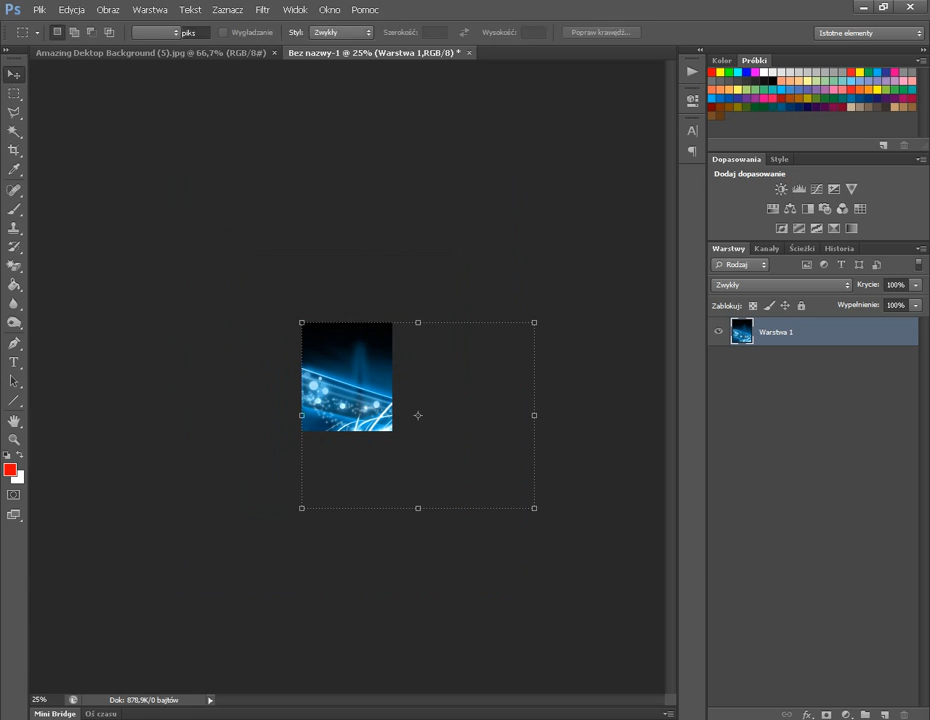 Ps Plik Edycja Obraz Warstwa Tekst Zaznacz Filtr Widok Okno Pomoc
piks Wygładzanie Styl: Zwykły Szerokość: Wysokość: Popraw krawędź... Istotne elementy
Amazing Dektop Background (5).jpg @ 66,7% (RGB/8#) × Bez nazwy-1 @ 25% (Warstwa 1,RGB/8) * ×
Kolor Próbki
Dopasowania Style
Dodaj dopasowanie
Warstwy Kanały Ścieżki Historia
Rodzaj
Zwykły Krycie: 100%
Zablokuj: Wypełnienie: 100%
Warstwa 1
25% Dok: 878,9K/0 bajtów
Mini Bridge Oś czasu